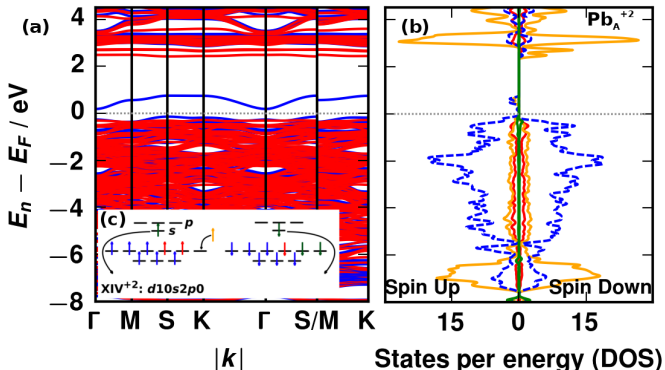 (a)
4
2
0
−2
−4
−6
−8
E_n − E_F / eV
(c)
p
s
XIV⁺²: d10s2p0
Γ M S K Γ S/M K
|k|
(b)
Pb_A⁺²
Spin Up Spin Down
15 0 15
States per energy (DOS)